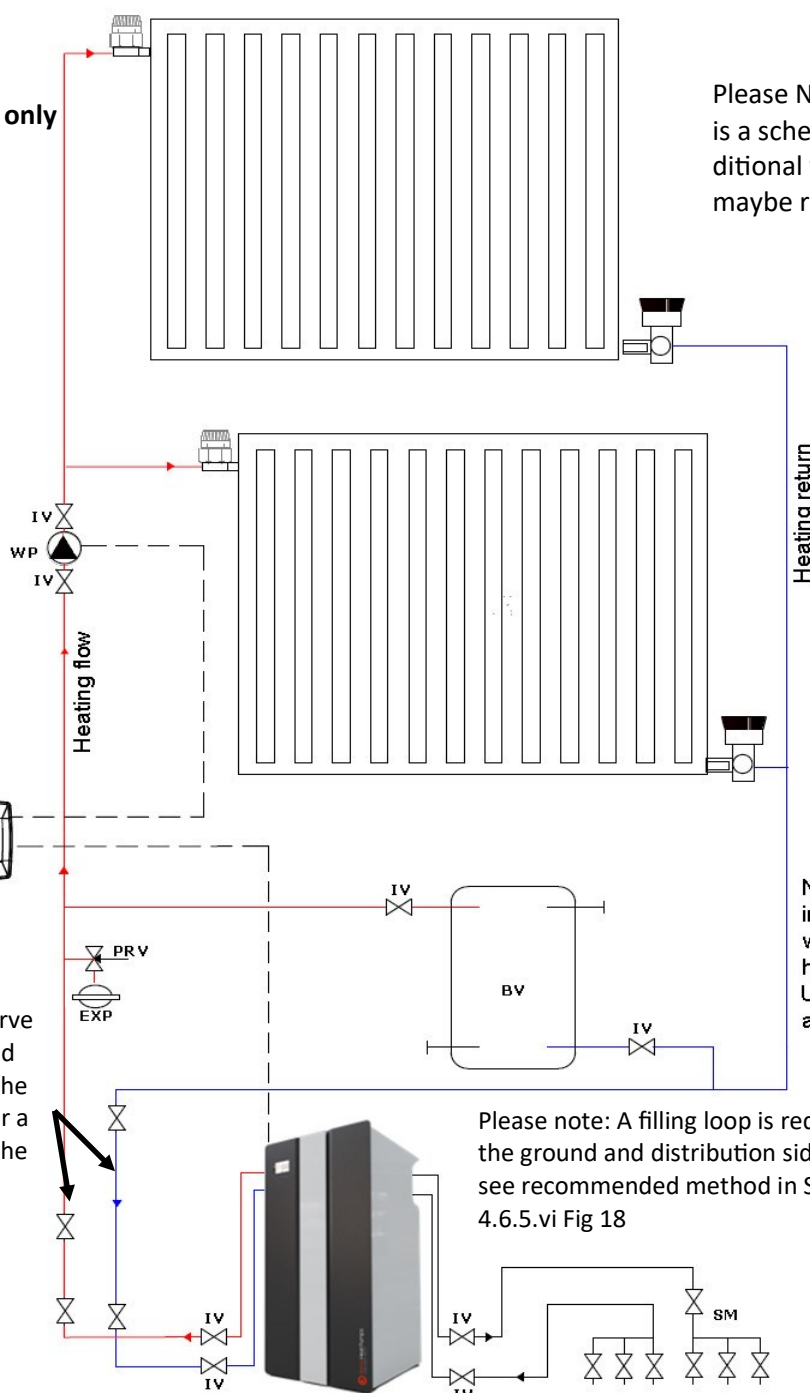 only
Please N
is a sche
ditional
maybe r
IV
WP
IV
Heating flow
Heating return
IV
PRV
EXP
BV
IV
N
in
w
h
U
a
rve
d
he
r a
he
Please note: A filling loop is rec
the ground and distribution sid
see recommended method in S
4.6.5.vi Fig 18
IV
IV
IV
IV
SM